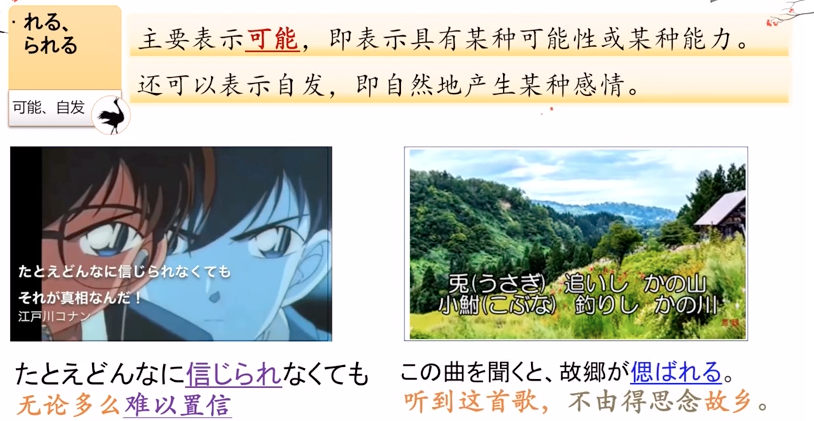 · れる、
られる
可能、自发
主要表示可能，即表示具有某种可能性或某种能力。
还可以表示自发，即自然地产生某种感情。
たとえどんなに信じられなくても
それが真相なんだ！
江戸川コナン
兎(うさぎ) 追いし かの山
小鮒(こぶな) 釣りし かの川
たとえどんなに信じられなくても
无论多么难以置信
この曲を聞くと、故郷が偲ばれる。
听到这首歌，不由得思念故乡。